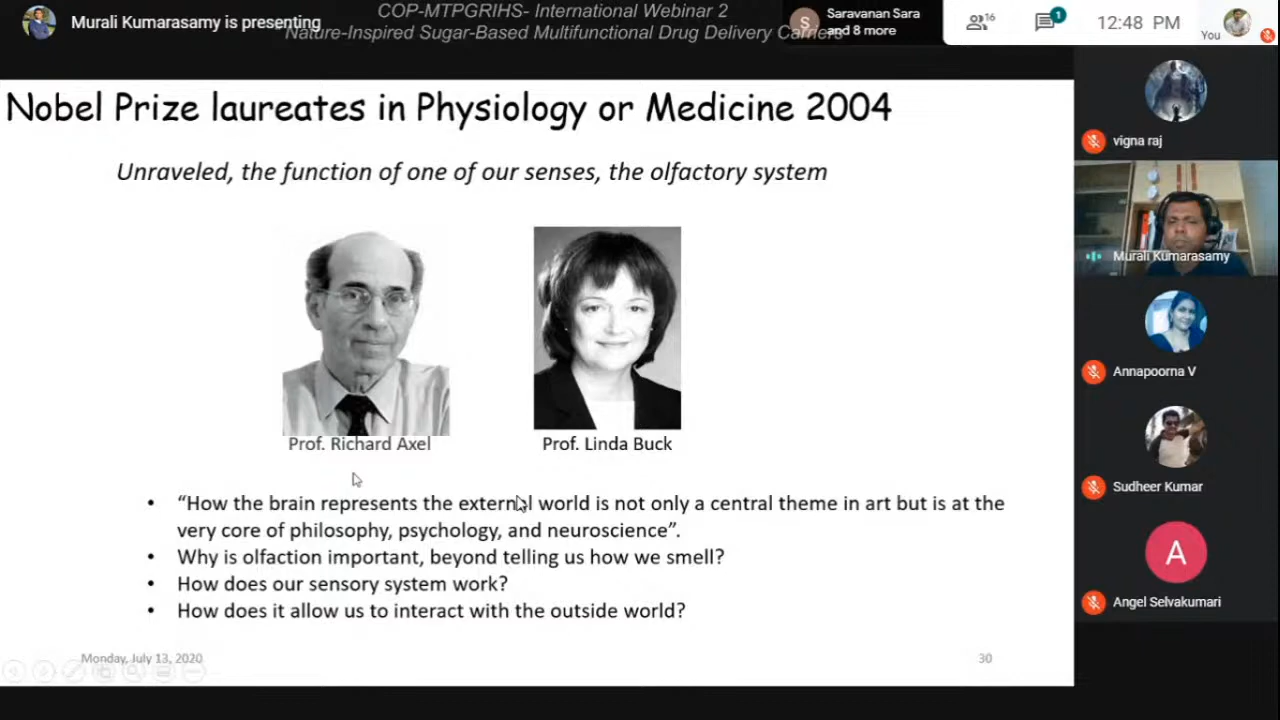 Murali Kumarasamy is presenting
COP-MTPGRIHS- International Webinar 2
Nature-Inspired Sugar-Based Multifunctional Drug Delivery Carriers
S
Saravanan Sara
and 8 more
16
1
12:48 PM
You
Nobel Prize laureates in Physiology or Medicine 2004
Unraveled, the function of one of our senses, the olfactory system
Prof. Richard Axel
Prof. Linda Buck
• “How the brain represents the external world is not only a central theme in art but is at the
very core of philosophy, psychology, and neuroscience”.
• Why is olfaction important, beyond telling us how we smell?
• How does our sensory system work?
• How does it allow us to interact with the outside world?
Monday, July 13, 2020
30
vigna raj
Murali Kumarasamy
Annapoorna V
Sudheer Kumar
A
Angel Selvakumari